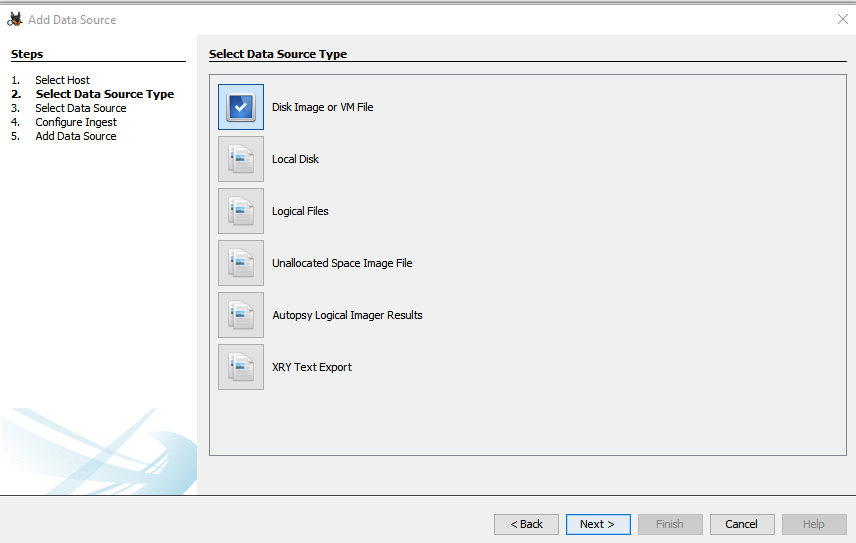 Add Data Source
Steps
1. Select Host
2. Select Data Source Type
3. Select Data Source
4. Configure Ingest
5. Add Data Source
Select Data Source Type
Disk Image or VM File
Local Disk
Logical Files
Unallocated Space Image File
Autopsy Logical Imager Results
XRY Text Export
< Back
Next >
Finish
Cancel
Help